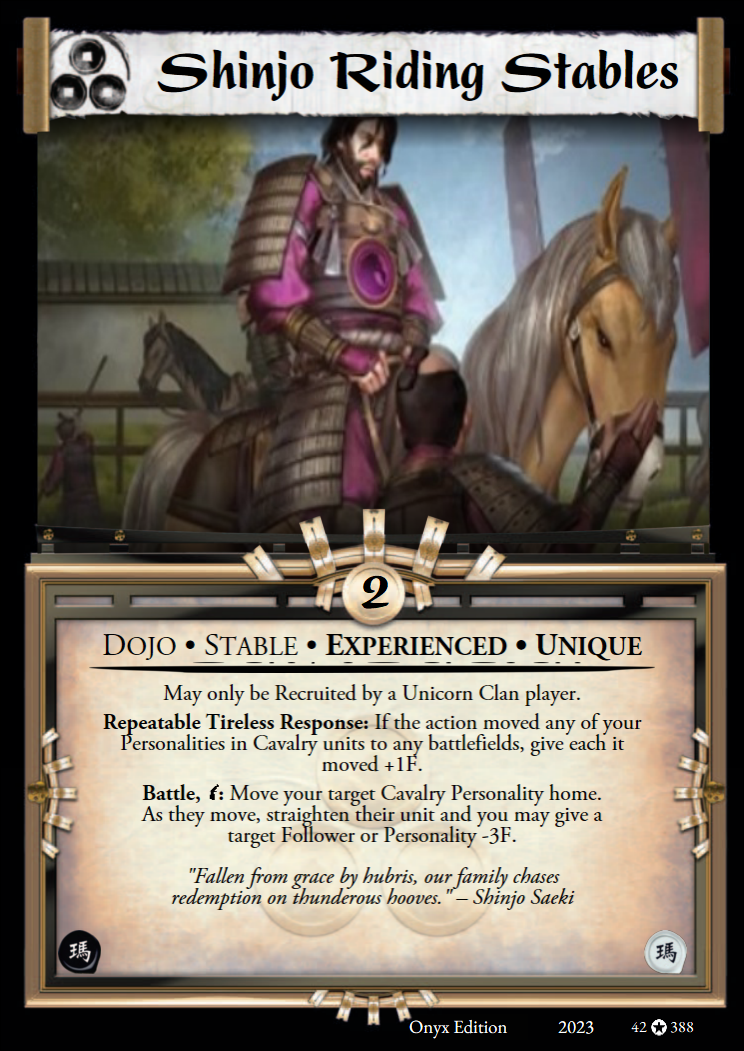 Shinjo Riding Stables
2
Dojo • Stable • Experienced • Unique
May only be Recruited by a Unicorn Clan player.
Repeatable Tireless Response: If the action moved any of your
Personalities in Cavalry units to any battlefields, give each it
moved +1F.
Battle, : Move your target Cavalry Personality home.
As they move, straighten their unit and you may give a
target Follower or Personality -3F.
"Fallen from grace by hubris, our family chases
redemption on thunderous hooves." – Shinjo Saeki
瑪 瑪
Onyx Edition 2023 42 388